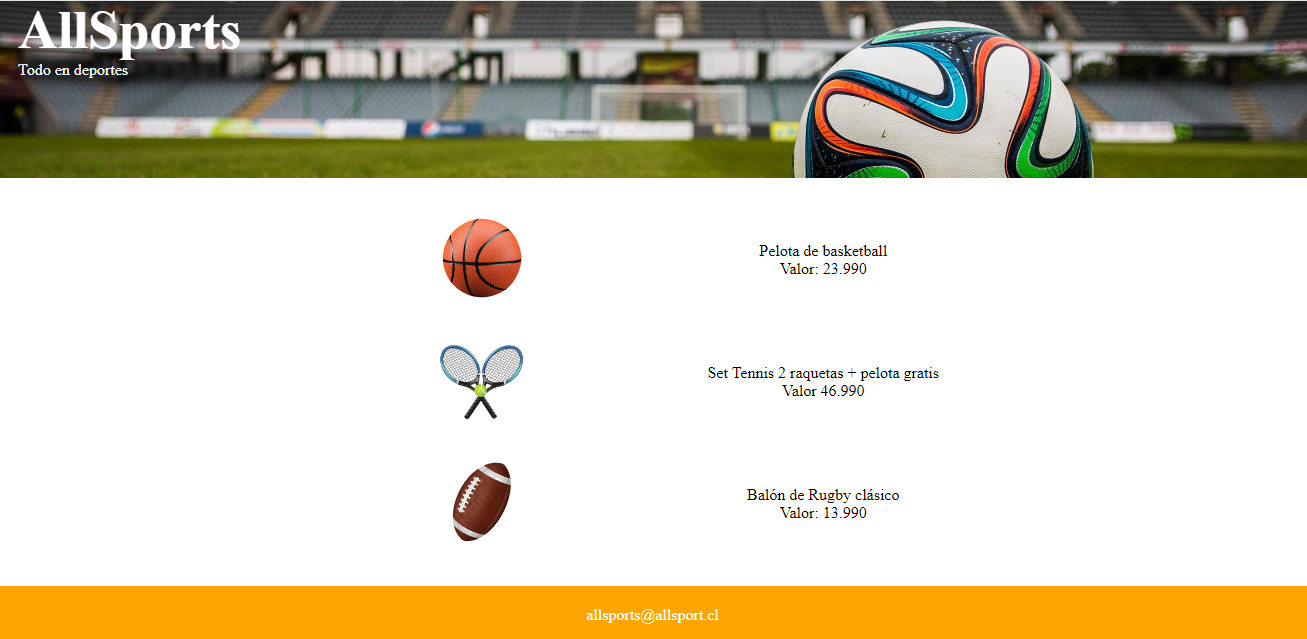 AllSports
Todo en deportes
Pelota de basketball
Valor: 23.990
Set Tennis 2 raquetas + pelota gratis
Valor 46.990
Balón de Rugby clásico
Valor: 13.990
allsports@allsport.cl